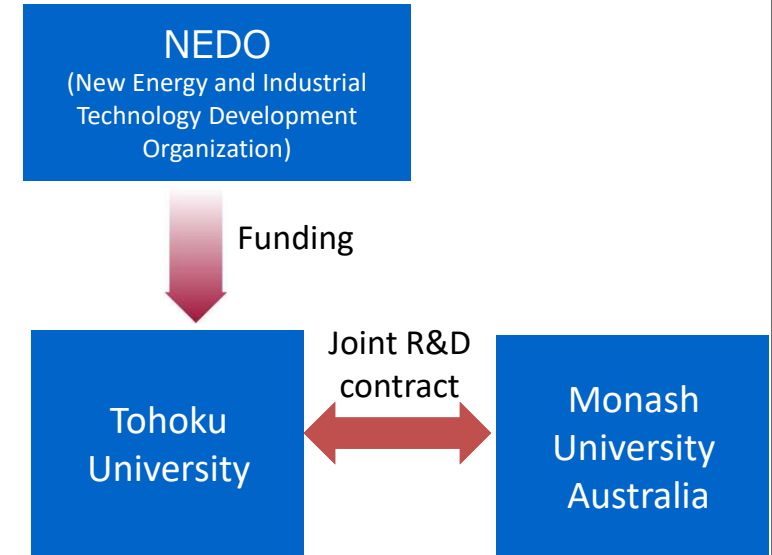 NEDO
(New Energy and Industrial
Technology Development
Organization)
Funding
Joint R&D
contract
Tohoku
University
Monash
University
Australia